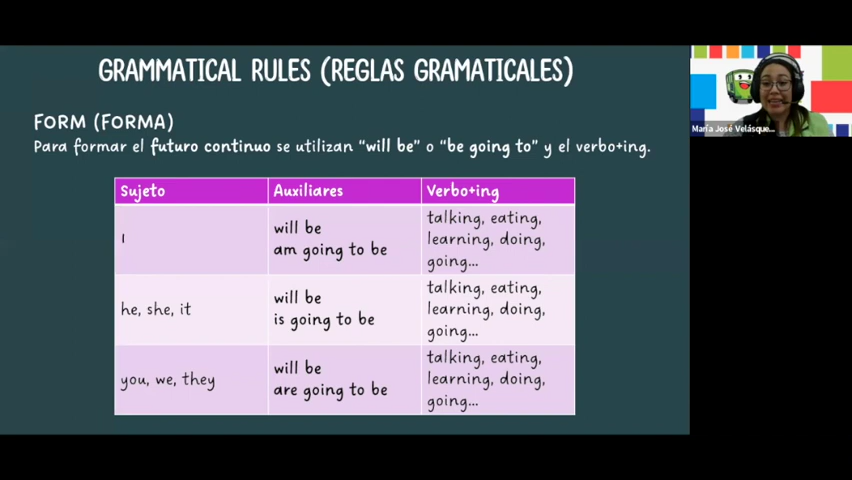 GRAMMATICAL RULES (REGLAS GRAMATICALES)
FORM (FORMA)
Para formar el futuro continuo se utilizan "will be" o "be going to" y el verbo+ing.
Sujeto
Auxiliares
Verbo+ing
I
will be
am going to be
talking, eating,
learning, doing,
going...
he, she, it
will be
is going to be
talking, eating,
learning, doing,
going...
you, we, they
will be
are going to be
talking, eating,
learning, doing,
going...
María José Velásque...